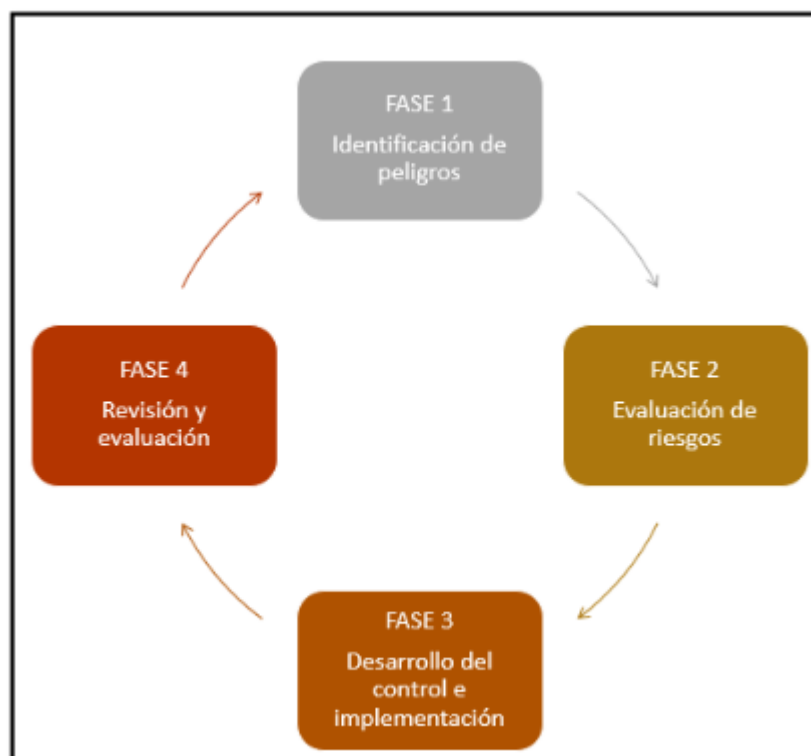 FASE 1
Identificación de
peligros
FASE 2
Evaluación de
riesgos
FASE 3
Desarrollo del
control e
implementación
FASE 4
Revisión y
evaluación